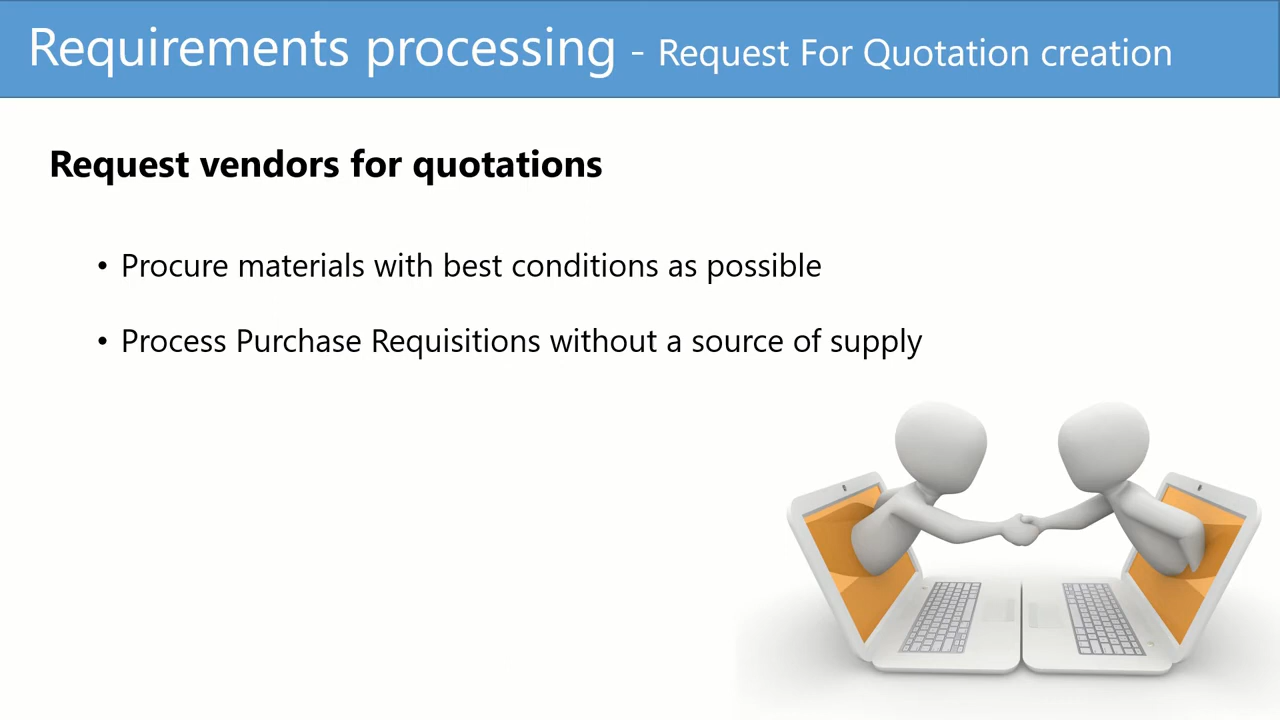 Requirements processing - Request For Quotation creation
Request vendors for quotations
• Procure materials with best conditions as possible
• Process Purchase Requisitions without a source of supply